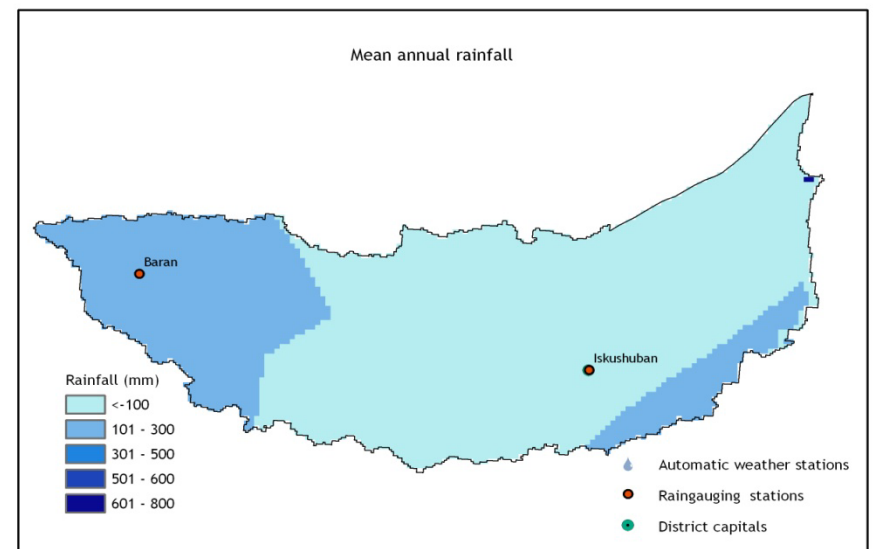 Mean annual rainfall
Baran
Iskushuban
Rainfall (mm)
<-100
101 - 300
301 - 500
501 - 600
601 - 800
Automatic weather stations
Raingauging stations
District capitals